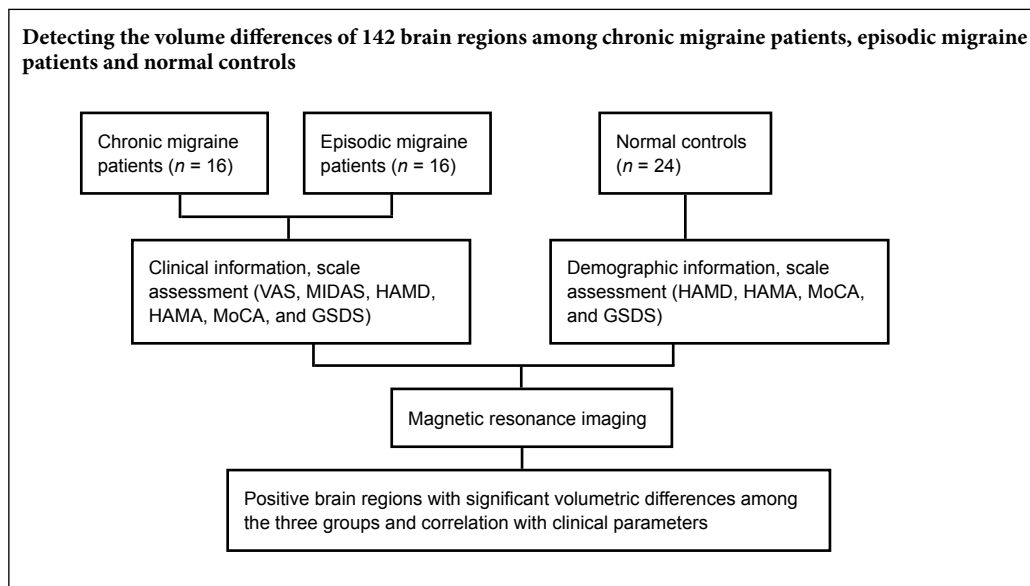 Detecting the volume differences of 142 brain regions among chronic migraine patients, episodic migraine
patients and normal controls
Chronic migraine
patients (n = 16)
Episodic migraine
patients (n = 16)
Normal controls
(n = 24)
Clinical information, scale
assessment (VAS, MIDAS, HAMD,
HAMA, MoCA, and GSDS)
Demographic information, scale
assessment (HAMD, HAMA, MoCA,
and GSDS)
Magnetic resonance imaging
Positive brain regions with significant volumetric differences among
the three groups and correlation with clinical parameters